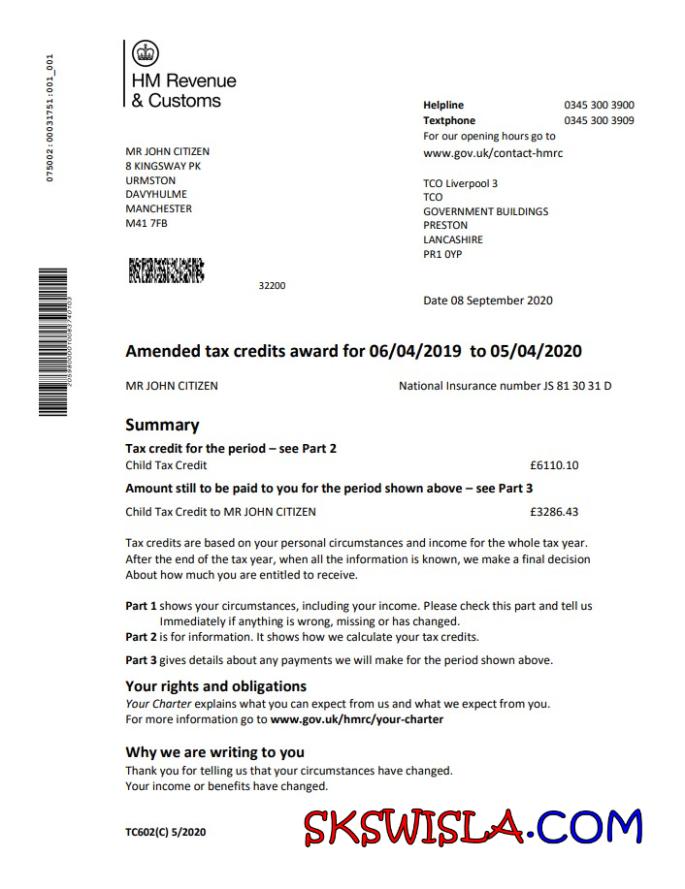 075002:00031751:001_001
HM Revenue
& Customs
Helpline 0345 300 3900
Textphone 0345 300 3909
For our opening hours go to
www.gov.uk/contact-hmrc
MR JOHN CITIZEN
8 KINGSWAY PK
URMSTON
DAVYHULME
MANCHESTER
M41 7FB
TCO Liverpool 3
TCO
GOVERNMENT BUILDINGS
PRESTON
LANCASHIRE
PR1 0YP
32200
Date 08 September 2020
Amended tax credits award for 06/04/2019 to 05/04/2020
MR JOHN CITIZEN National Insurance number JS 81 30 31 D
Summary
Tax credit for the period – see Part 2
Child Tax Credit £6110.10
Amount still to be paid to you for the period shown above – see Part 3
Child Tax Credit to MR JOHN CITIZEN £3286.43
Tax credits are based on your personal circumstances and income for the whole tax year.
After the end of the tax year, when all the information is known, we make a final decision
About how much you are entitled to receive.
Part 1 shows your circumstances, including your income. Please check this part and tell us
Immediately if anything is wrong, missing or has changed.
Part 2 is for information. It shows how we calculate your tax credits.
Part 3 gives details about any payments we will make for the period shown above.
Your rights and obligations
Your Charter explains what you can expect from us and what we expect from you.
For more information go to www.gov.uk/hmrc/your-charter
Why we are writing to you
Thank you for telling us that your circumstances have changed.
Your income or benefits have changed.
TC602(C) 5/2020
SKSWISLA.COM